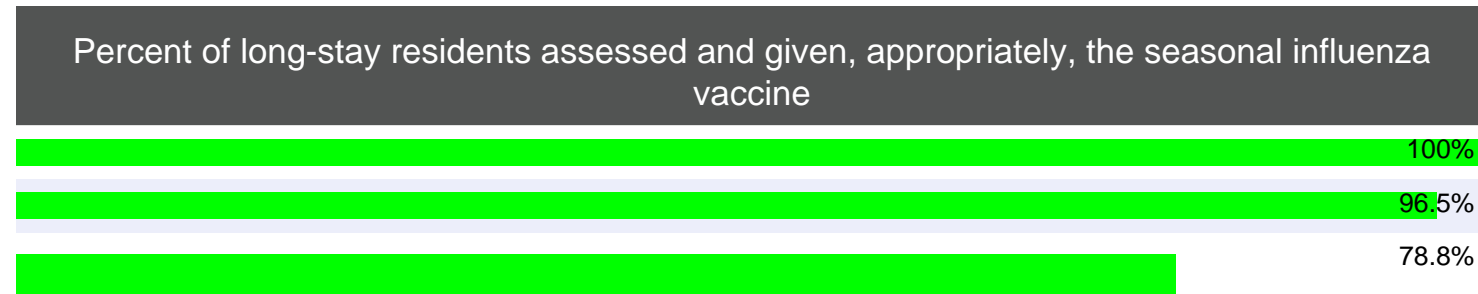 Percent of long-stay residents assessed and given, appropriately, the seasonal influenza
vaccine
100%
96.5%
78.8%